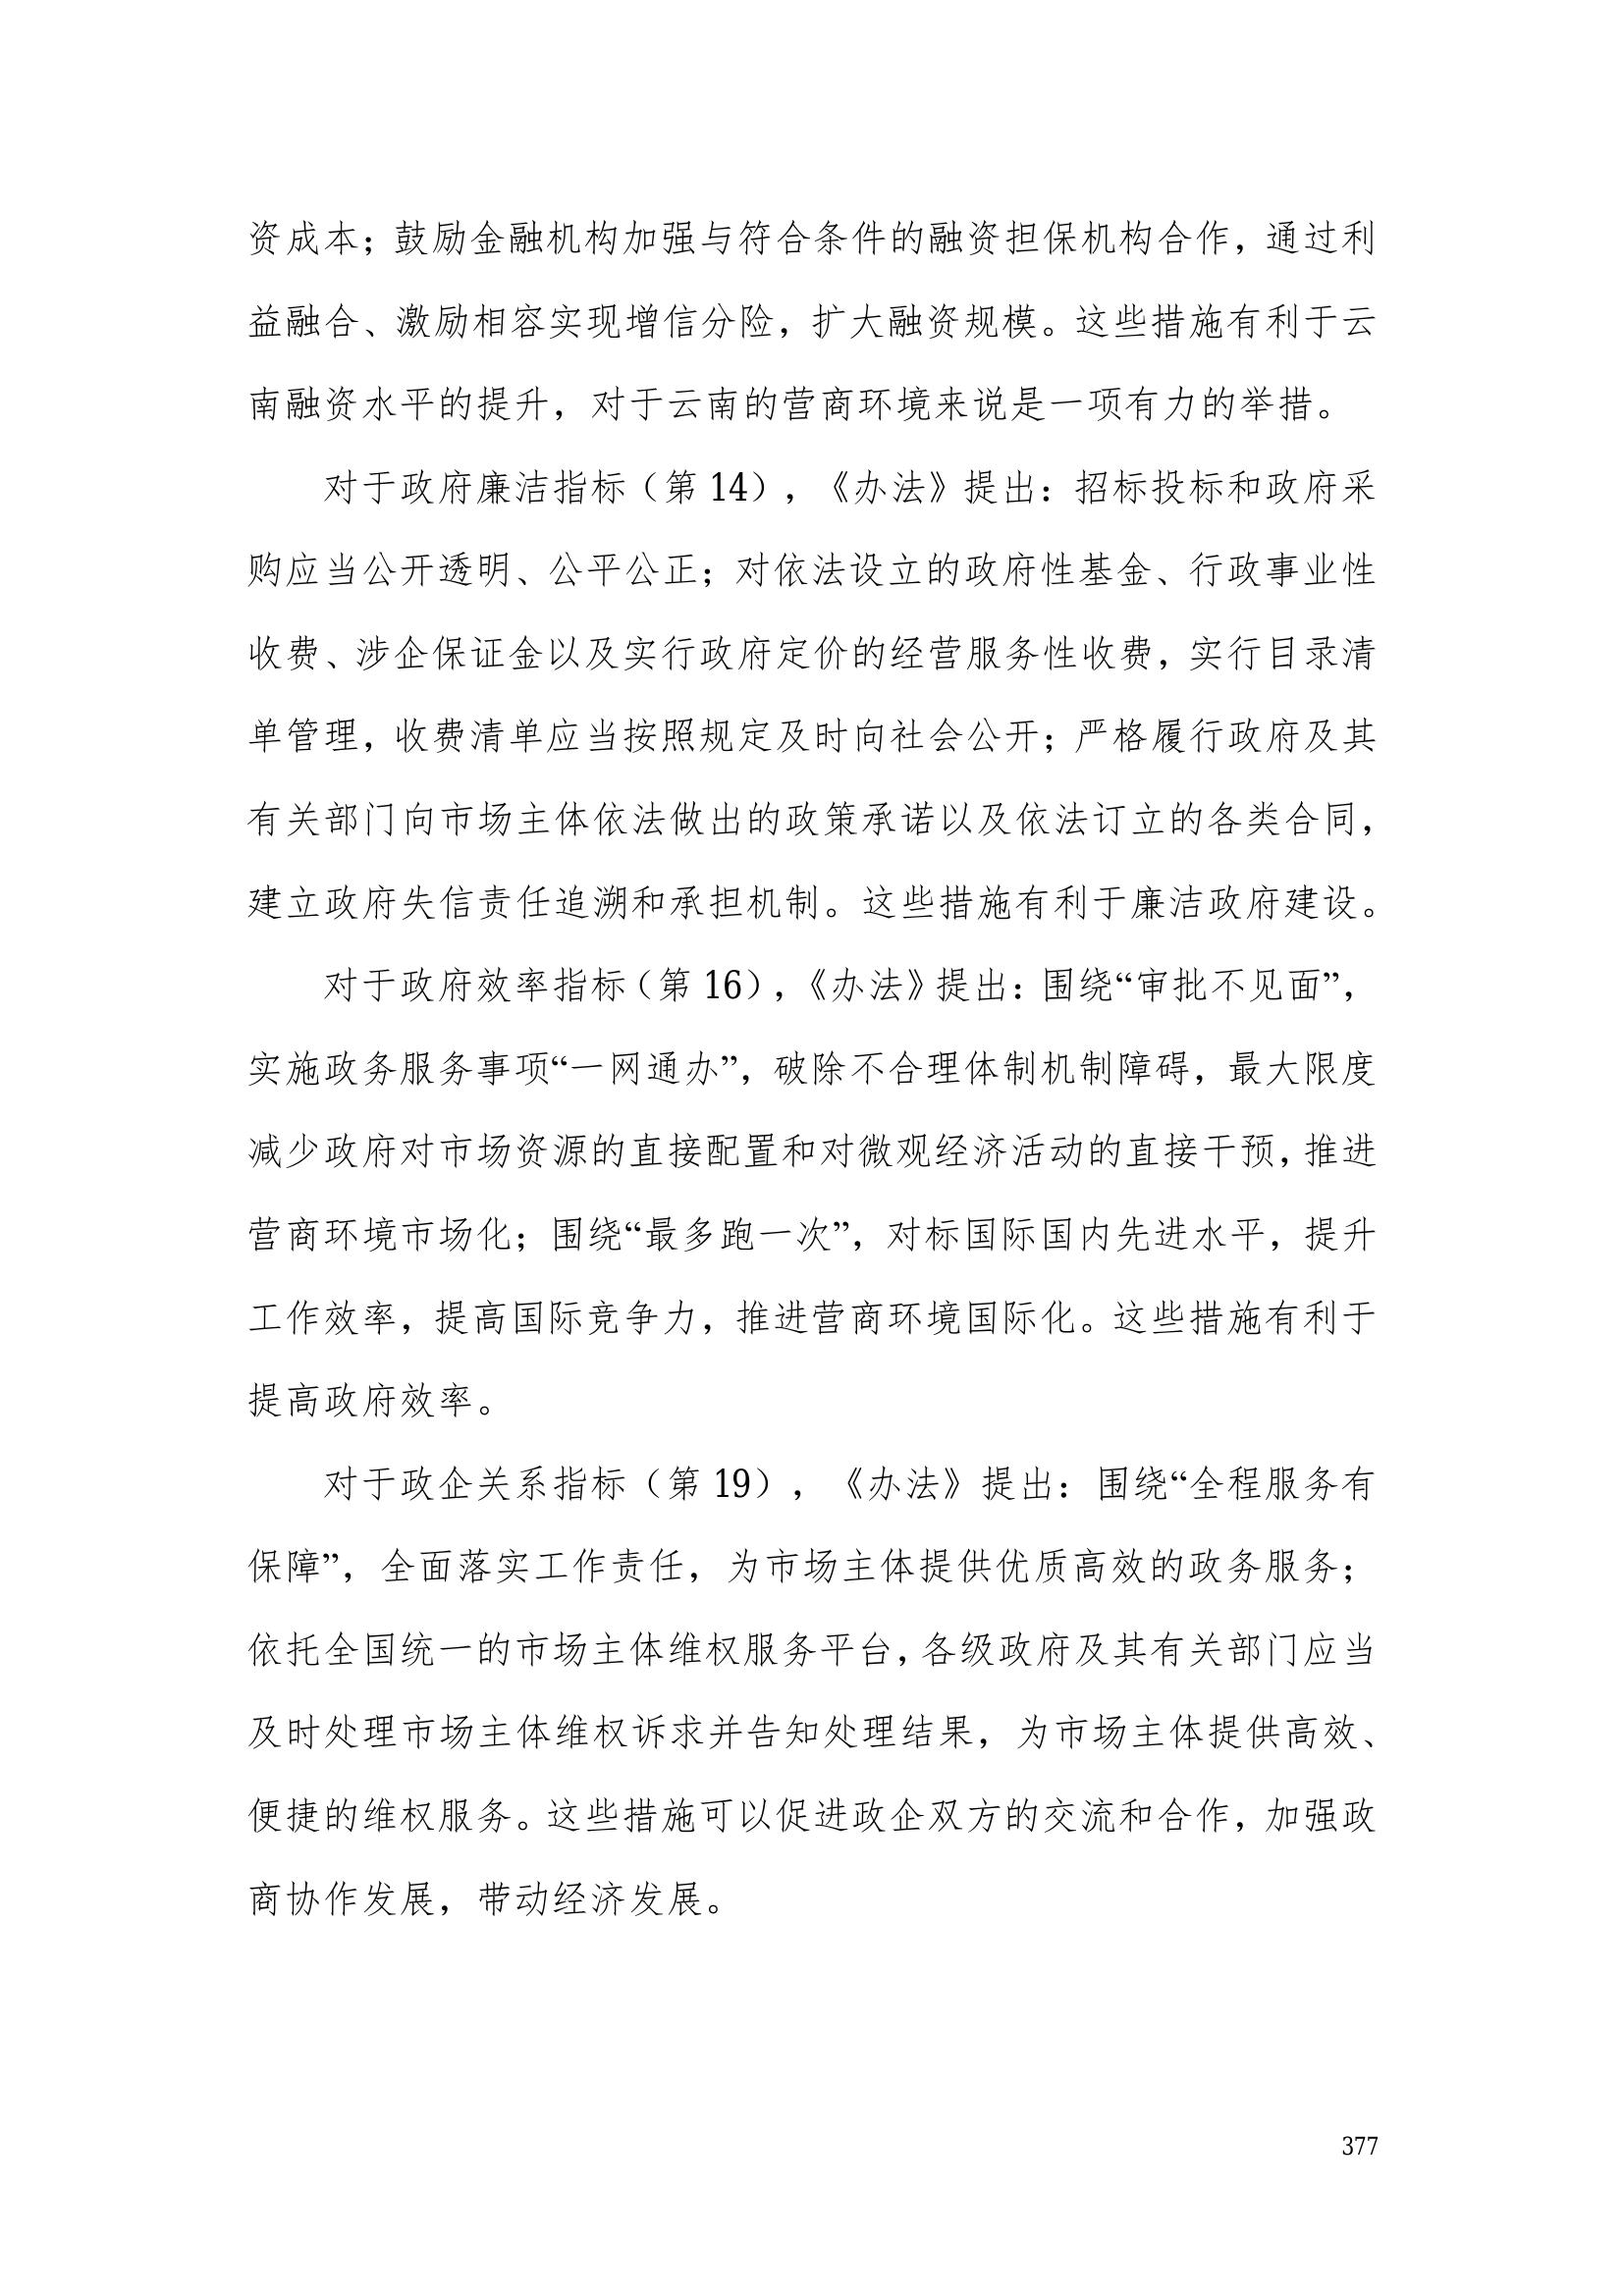 资成本；鼓励金融机构加强与符合条件的融资担保机构合作，通过利
益融合、激励相容实现增信分险，扩大融资规模。这些措施有利于云
南融资水平的提升，对于云南的营商环境来说是一项有力的举措。
对于政府廉洁指标（第 14），《办法》提出：招标投标和政府采
购应当公开透明、公平公正；对依法设立的政府性基金、行政事业性
收费、涉企保证金以及实行政府定价的经营服务性收费，实行目录清
单管理，收费清单应当按照规定及时向社会公开；严格履行政府及其
有关部门向市场主体依法做出的政策承诺以及依法订立的各类合同，
建立政府失信责任追溯和承担机制。这些措施有利于廉洁政府建设。
对于政府效率指标（第 16），《办法》提出：围绕“审批不见面”，
实施政务服务事项“一网通办”，破除不合理体制机制障碍，最大限度
减少政府对市场资源的直接配置和对微观经济活动的直接干预，推进
营商环境市场化；围绕“最多跑一次”，对标国际国内先进水平，提升
工作效率，提高国际竞争力，推进营商环境国际化。这些措施有利于
提高政府效率。
对于政企关系指标（第 19），《办法》提出：围绕“全程服务有
保障”，全面落实工作责任，为市场主体提供优质高效的政务服务；
依托全国统一的市场主体维权服务平台，各级政府及其有关部门应当
及时处理市场主体维权诉求并告知处理结果，为市场主体提供高效、
便捷的维权服务。这些措施可以促进政企双方的交流和合作，加强政
商协作发展，带动经济发展。
377